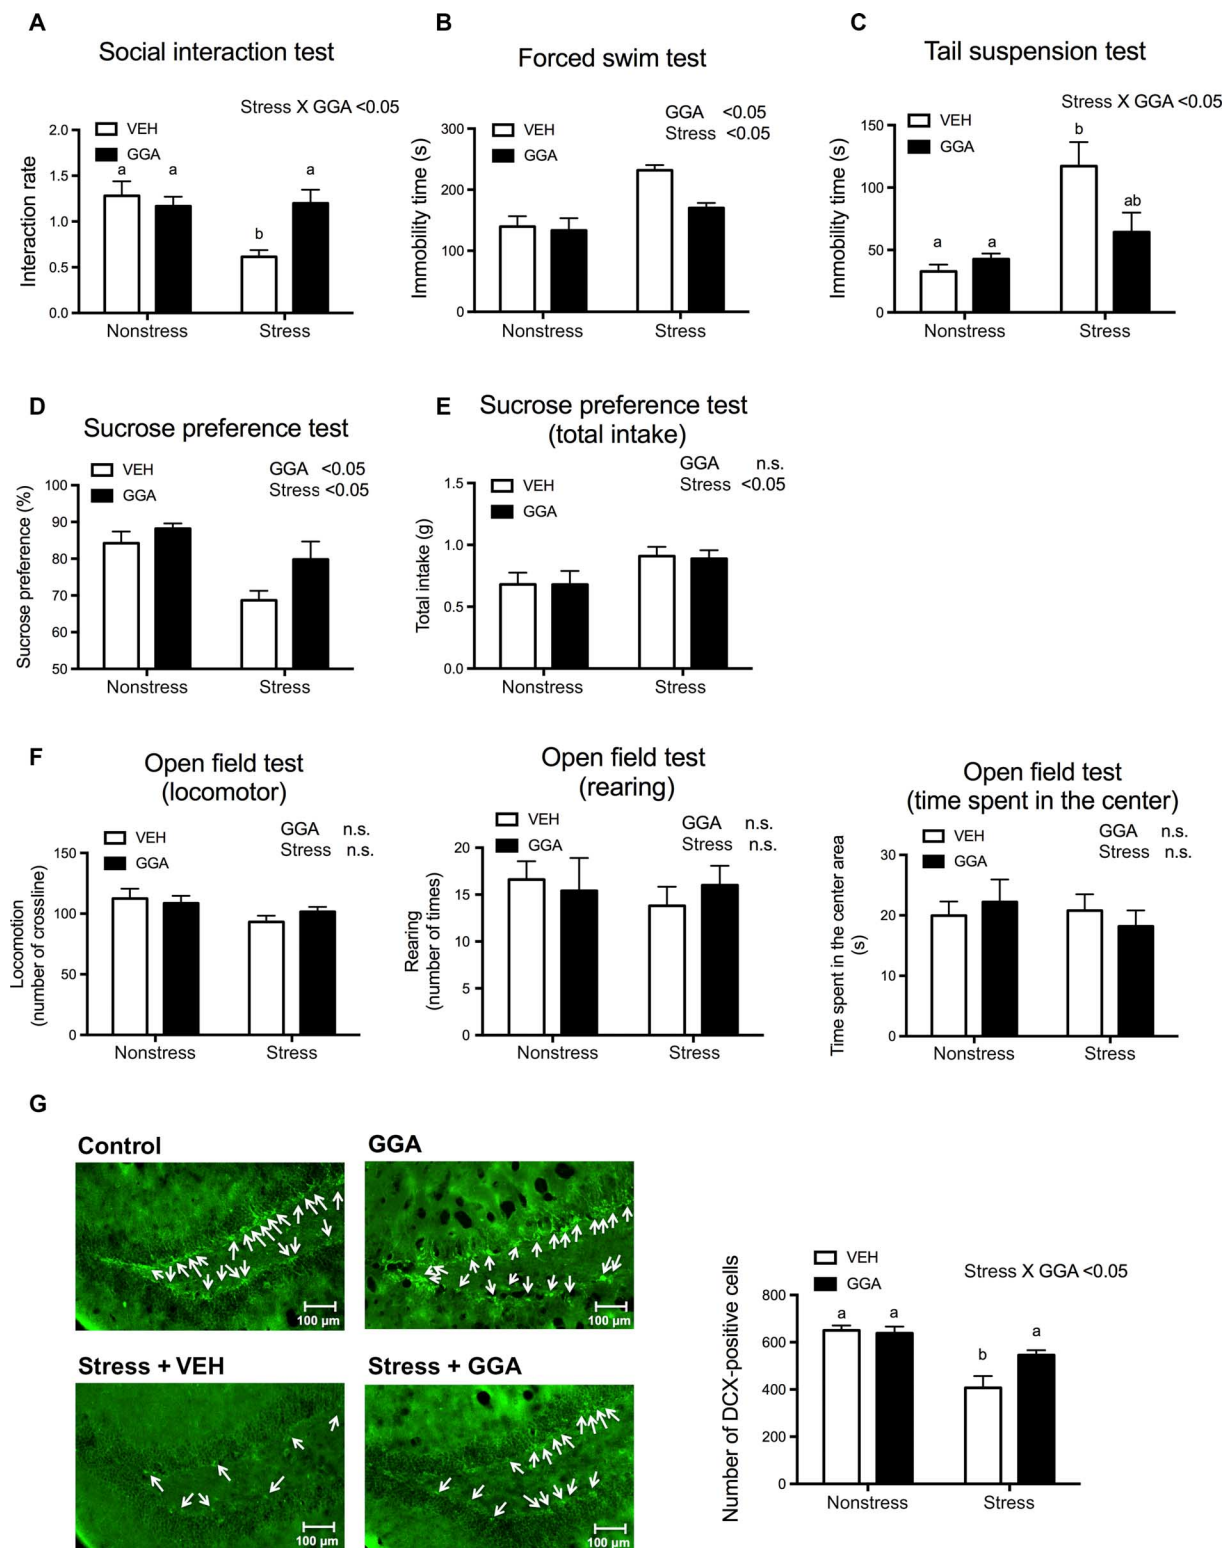 A
Social interaction test
Stress X GGA <0.05
VEH
GGA
Interaction rate
2.0
1.5
1.0
0.5
0.0
a
a
b
a
Nonstress
Stress
B
Forced swim test
GGA <0.05
Stress <0.05
VEH
GGA
Immobility time (s)
300
200
100
0
Nonstress
Stress
C
Tail suspension test
Stress X GGA <0.05
VEH
GGA
Immobility time (s)
150
100
50
0
a
a
b
ab
Nonstress
Stress
D
Sucrose preference test
GGA <0.05
Stress <0.05
VEH
GGA
Sucrose preference (%)
100
90
80
70
60
50
Nonstress
Stress
E
Sucrose preference test
(total intake)
GGA n.s.
Stress <0.05
VEH
GGA
Total intake (g)
1.5
1.0
0.5
0.0
Nonstress
Stress
F
Open field test
(locomotor)
GGA n.s.
Stress n.s.
VEH
GGA
Locomotion
(number of crossline)
150
100
50
0
Nonstress
Stress
Open field test
(rearing)
GGA n.s.
Stress n.s.
VEH
GGA
Rearing
(number of times)
20
15
10
5
0
Nonstress
Stress
Open field test
(time spent in the center)
GGA n.s.
Stress n.s.
VEH
GGA
Time spent in the center area
(s)
30
20
10
0
Nonstress
Stress
G
Control
100 µm
GGA
100 µm
Stress + VEH
100 µm
Stress + GGA
100 µm
VEH
GGA
Stress X GGA <0.05
Number of DCX-positive cells
800
600
400
200
0
a
a
b
a
Nonstress
Stress